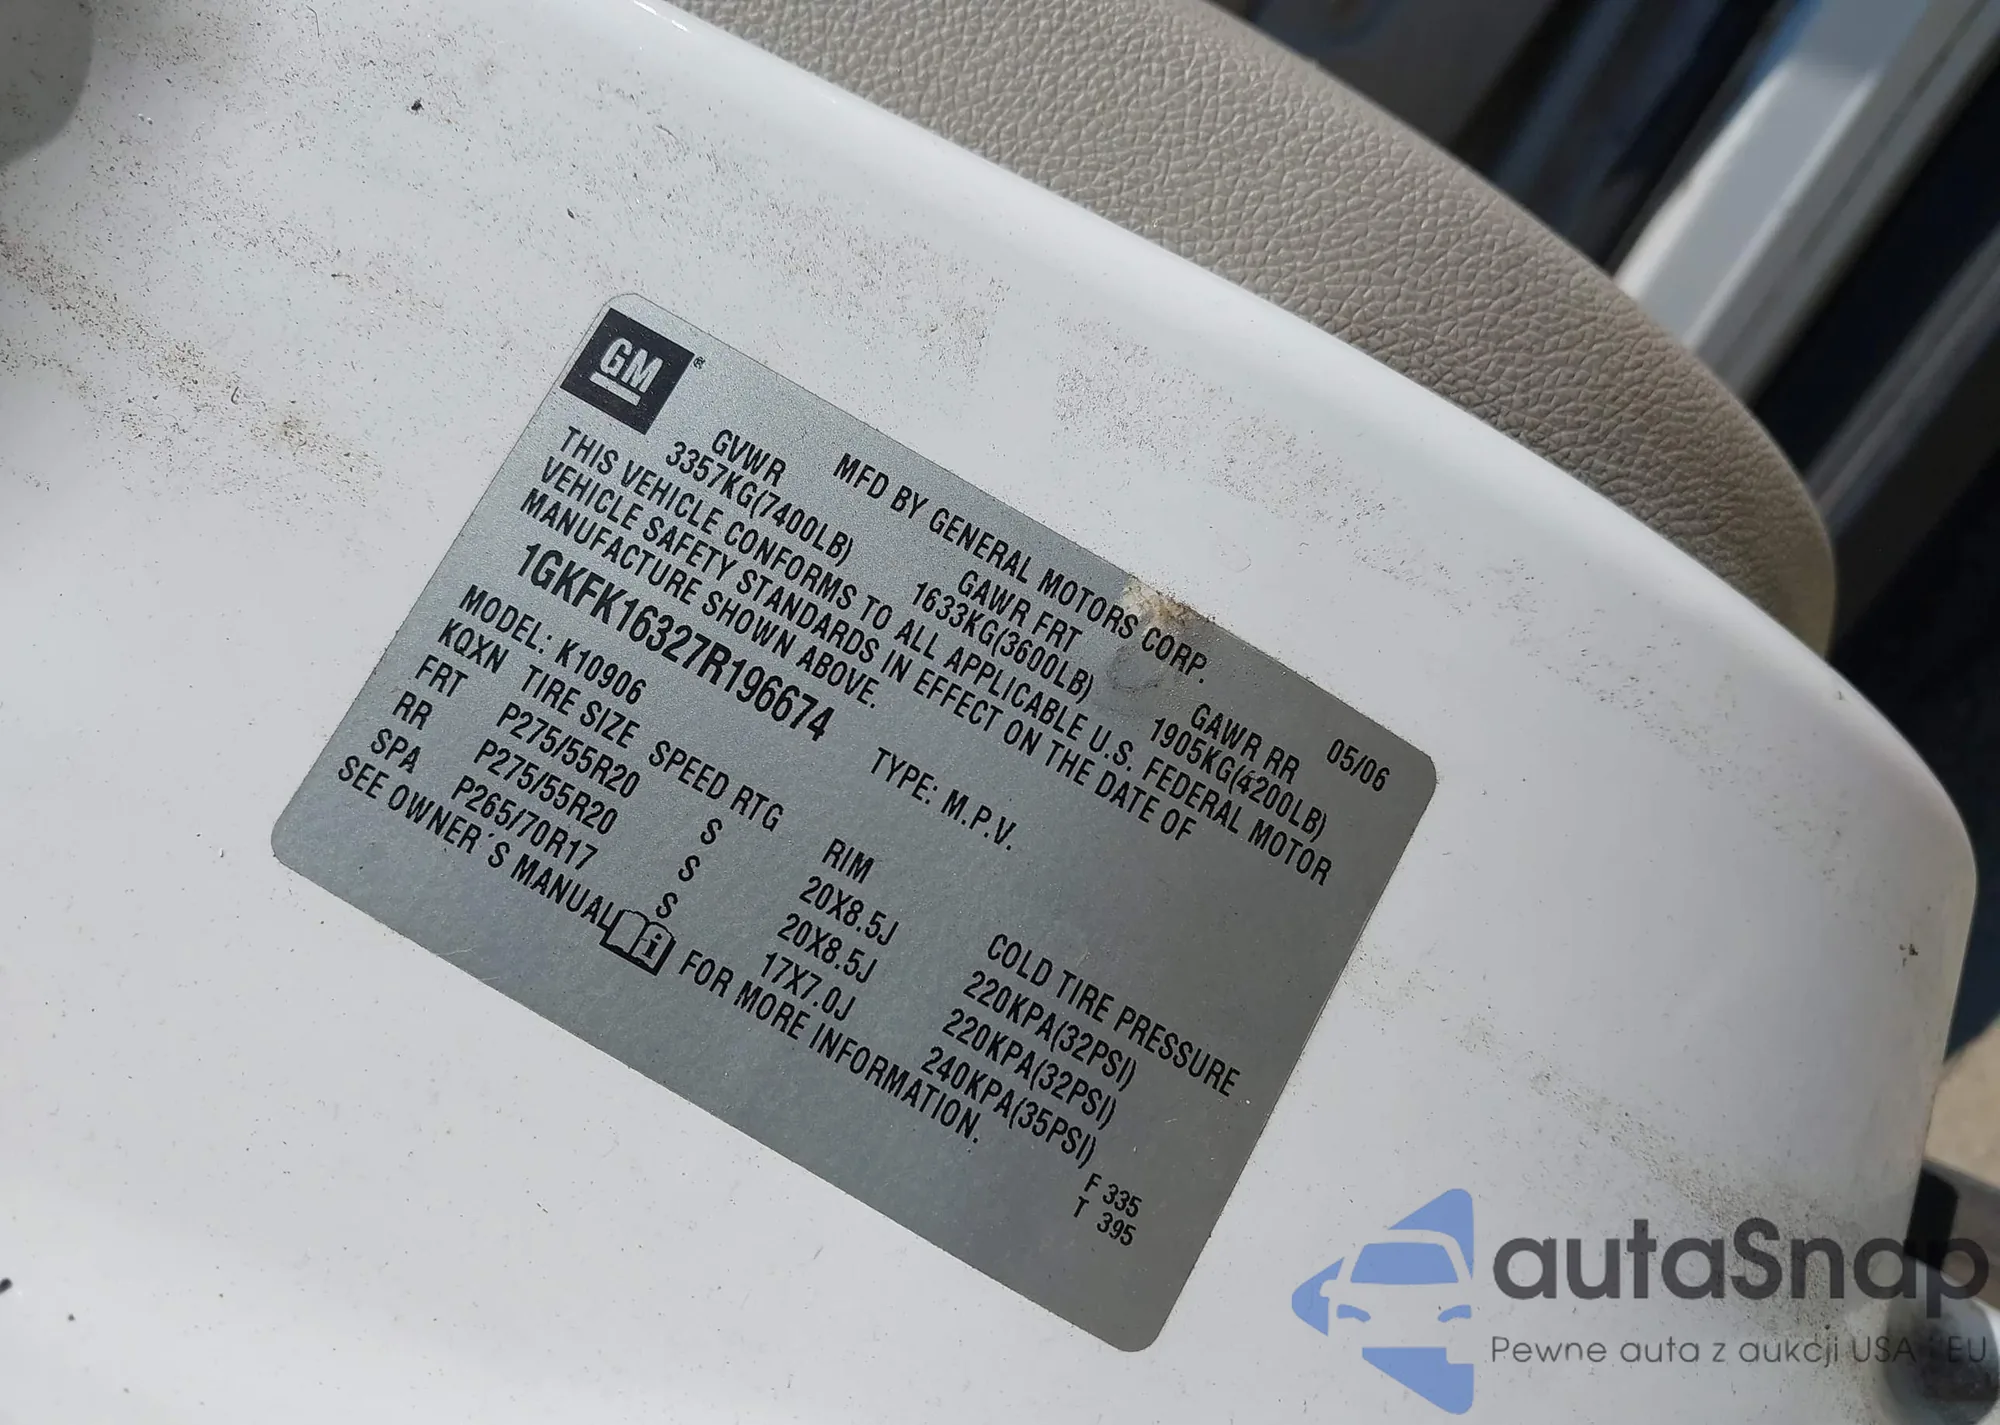 GM®
MFD BY GENERAL MOTORS CORP. 05/06
GVWR GAWR FRT GAWR RR
3357KG(7400LB) 1633KG(3600LB) 1905KG(4200LB)
THIS VEHICLE CONFORMS TO ALL APPLICABLE U.S. FEDERAL MOTOR
VEHICLE SAFETY STANDARDS IN EFFECT ON THE DATE OF
MANUFACTURE SHOWN ABOVE.
1GKFK16327R196674 TYPE: M.P.V.
MODEL: K10906
KQXN TIRE SIZE SPEED RTG RIM COLD TIRE PRESSURE
FRT P275/55R20 S 20X8.5J 220KPA(32PSI)
RR P275/55R20 S 20X8.5J 220KPA(32PSI)
SPA P265/70R17 S 17X7.0J 240KPA(35PSI)
SEE OWNER'S MANUAL FOR MORE INFORMATION.
F 335
T 395
autaSnap
Pewne auta z aukcji USA i EU